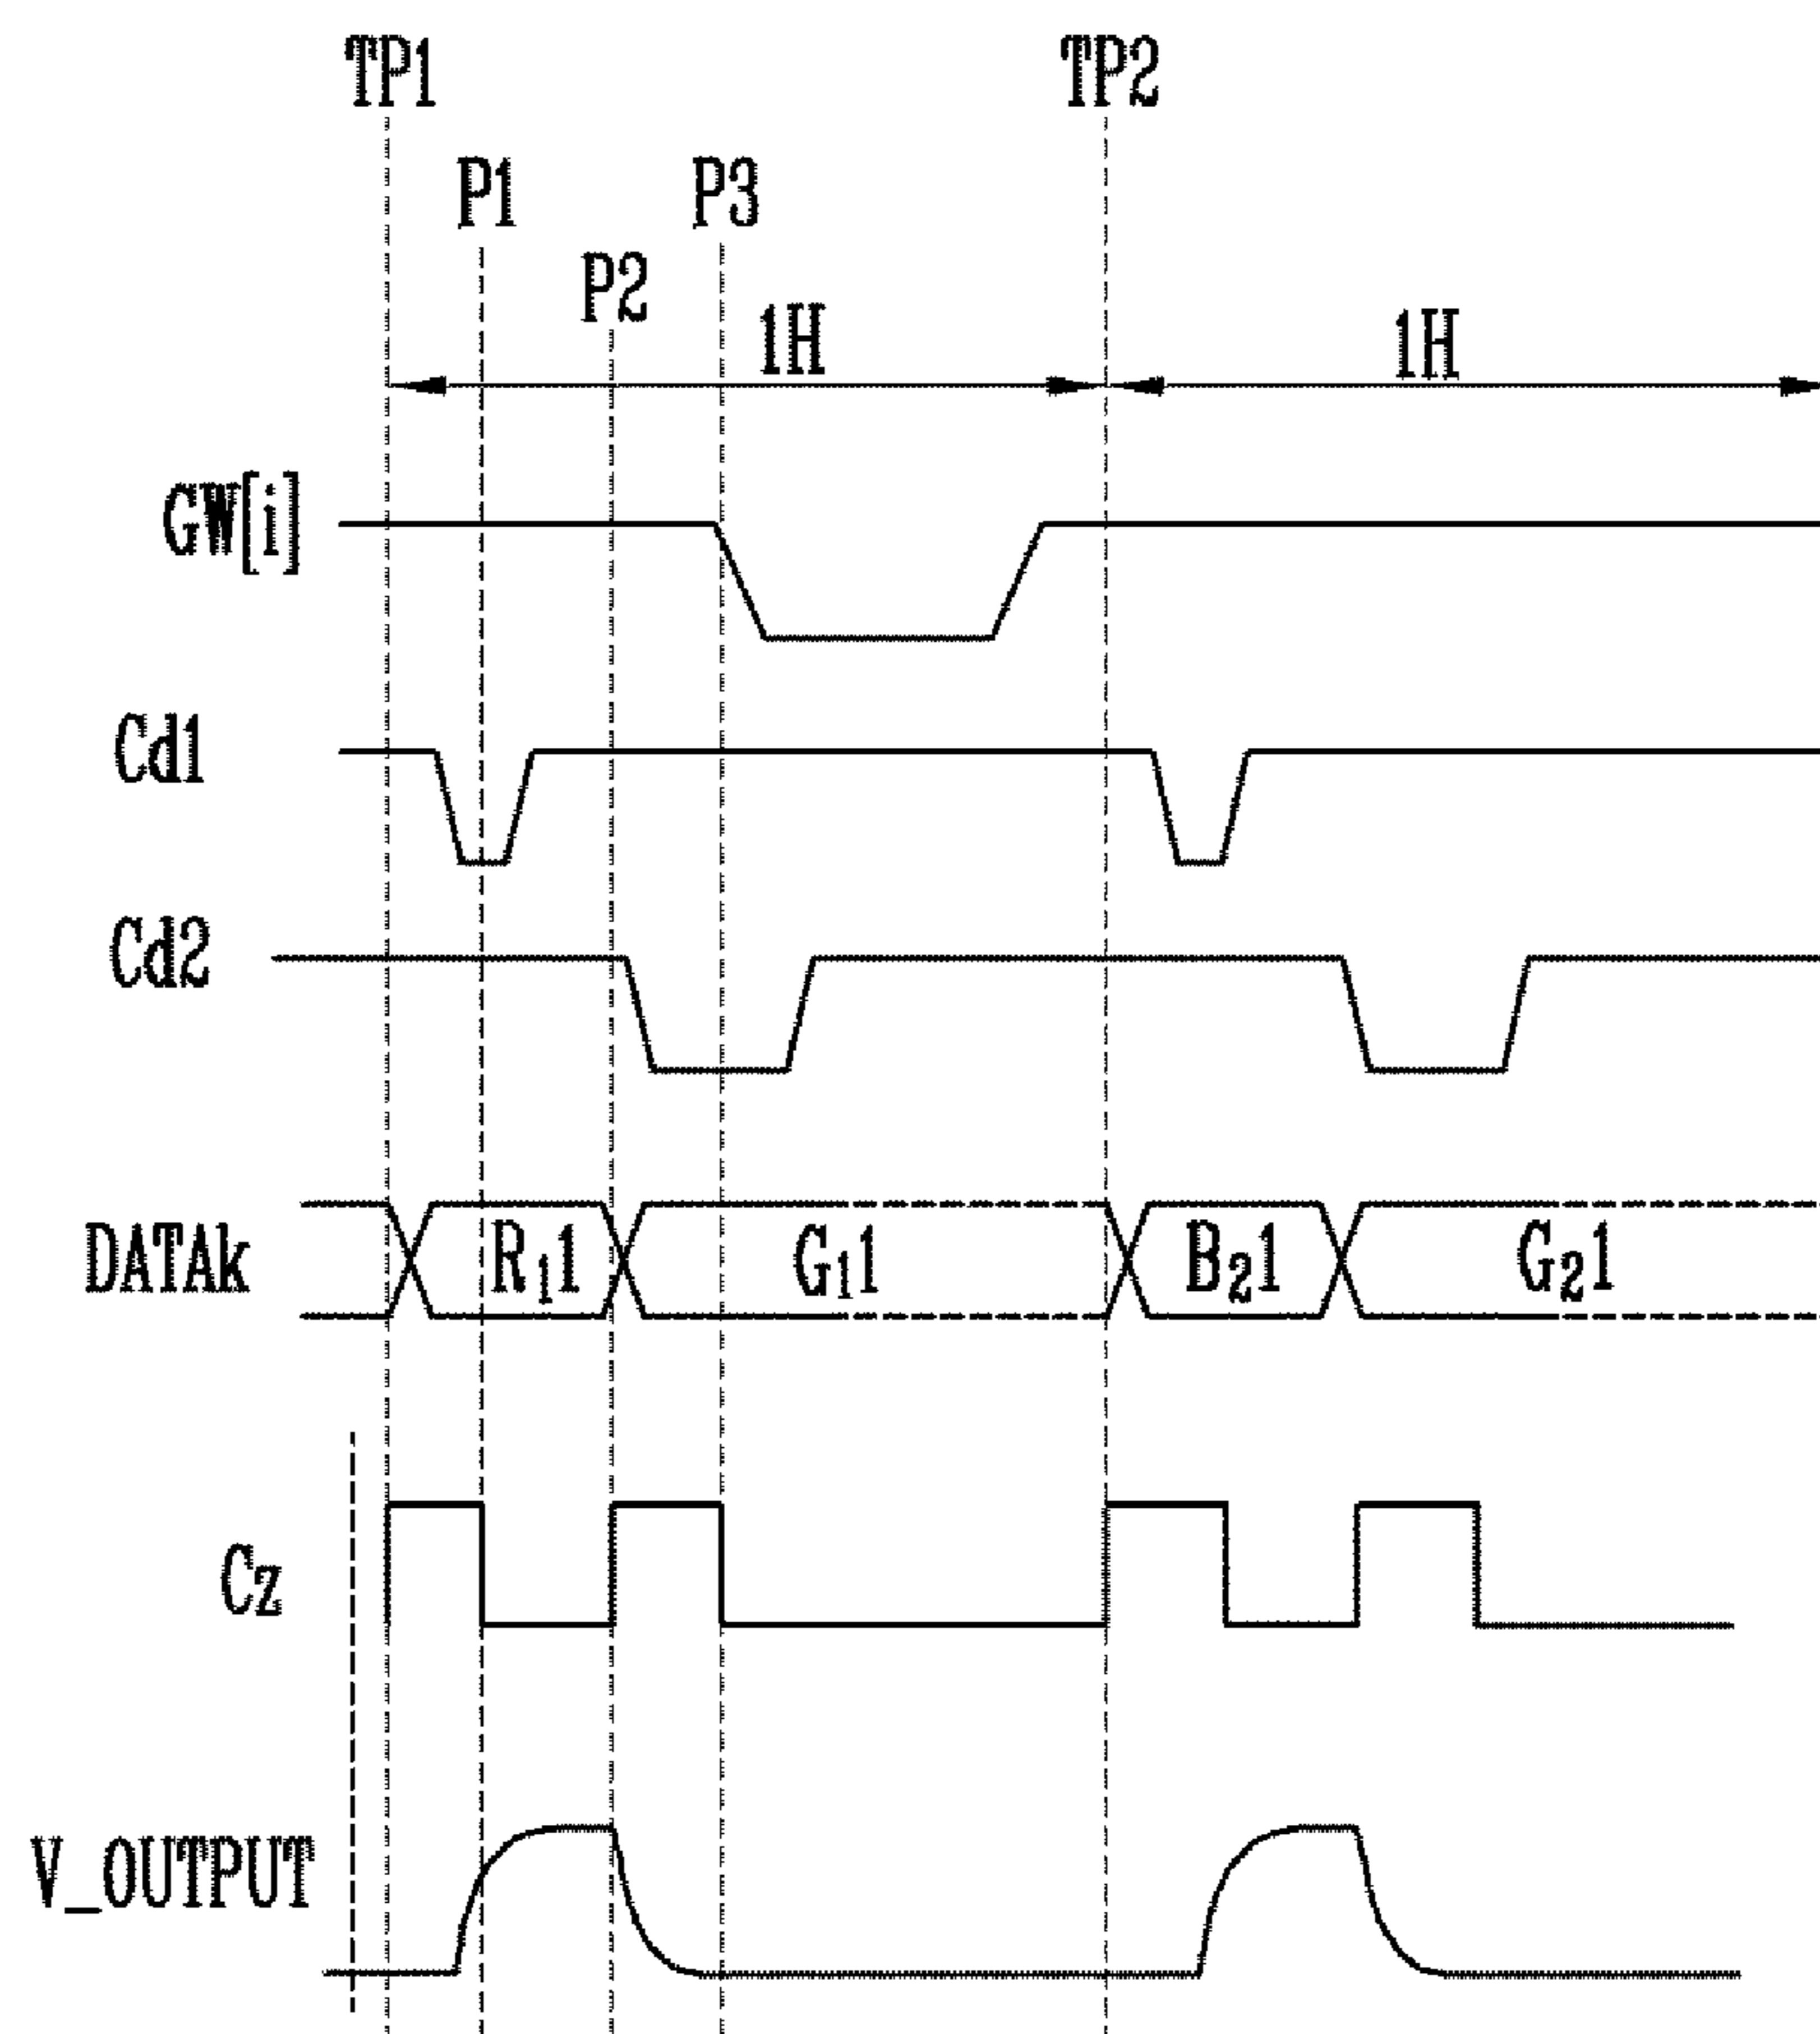 TP1 TP2
P1 P3
P2
1H 1H
GW[i]
Cd1
Cd2
DATAk R₁1 G₁1 B₂1 G₂1
Cz
V_OUTPUT